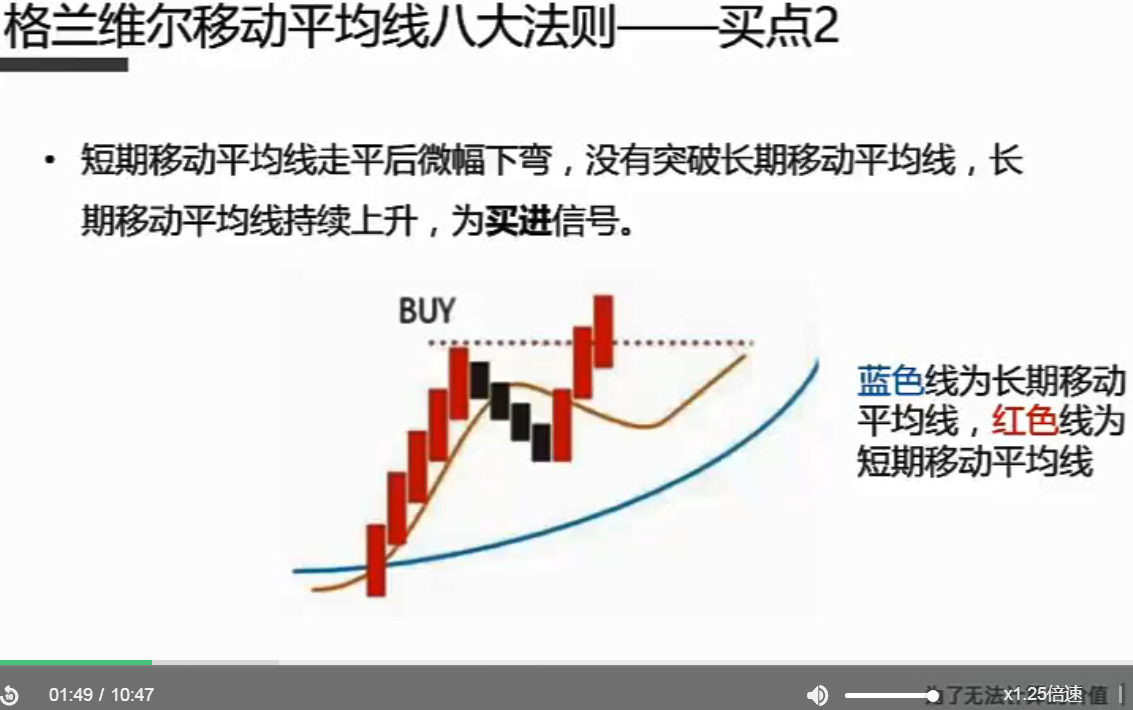 格兰维尔移动平均线八大法则——买点2
• 短期移动平均线走平后微幅下弯，没有突破长期移动平均线，长
期移动平均线持续上升，为买进信号。
BUY
蓝色线为长期移动
平均线，红色线为
短期移动平均线
01:49 / 10:47
x1.25倍速